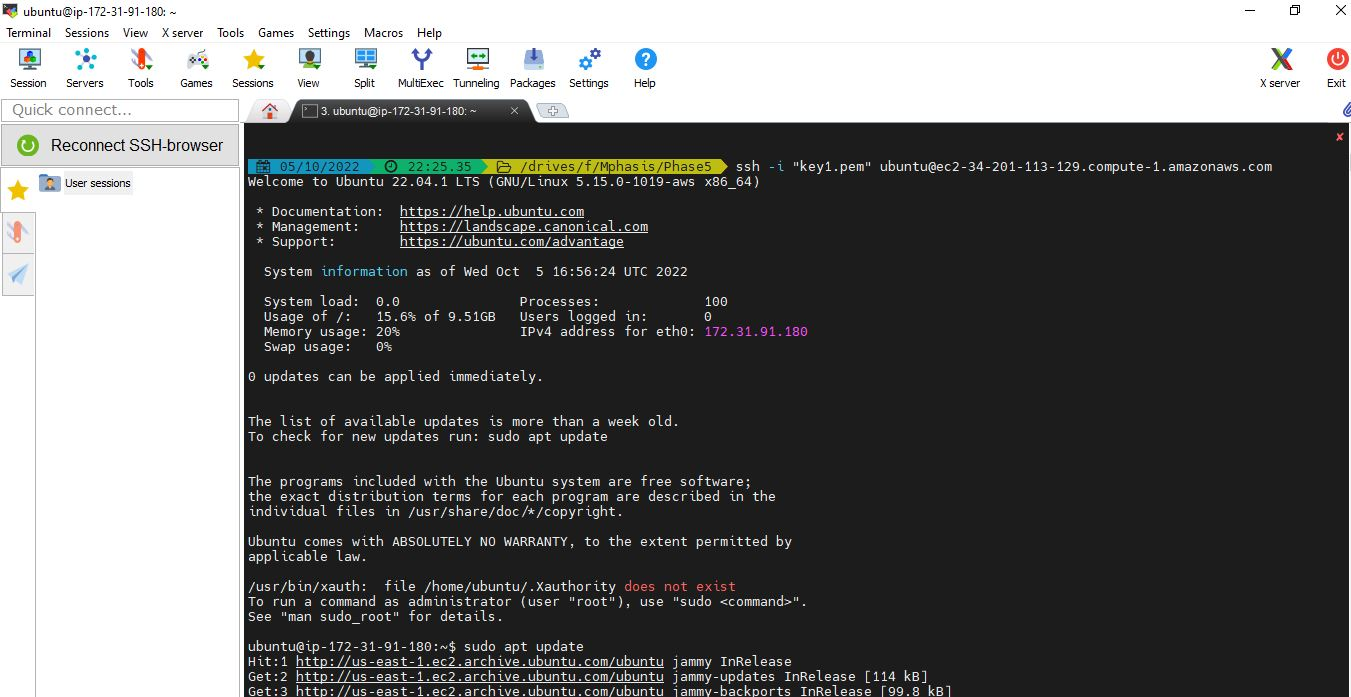 ubuntu@ip-172-31-91-180: ~
Terminal Sessions View X server Tools Games Settings Macros Help
Session Servers Tools Games Sessions View Split MultiExec Tunneling Packages Settings Help X server Exit
Quick connect...
3. ubuntu@ip-172-31-91-180: ~
Reconnect SSH-browser
User sessions
05/10/2022 22:25.35 /drives/f/Mphasis/Phase5 ssh -i "key1.pem" ubuntu@ec2-34-201-113-129.compute-1.amazonaws.com
Welcome to Ubuntu 22.04.1 LTS (GNU/Linux 5.15.0-1019-aws x86_64)
* Documentation: https://help.ubuntu.com
* Management: https://landscape.canonical.com
* Support: https://ubuntu.com/advantage
System information as of Wed Oct 5 16:56:24 UTC 2022
System load: 0.0 Processes: 100
Usage of /: 15.6% of 9.51GB Users logged in: 0
Memory usage: 20% IPv4 address for eth0: 172.31.91.180
Swap usage: 0%
0 updates can be applied immediately.
The list of available updates is more than a week old.
To check for new updates run: sudo apt update
The programs included with the Ubuntu system are free software;
the exact distribution terms for each program are described in the
individual files in /usr/share/doc/*/copyright.
Ubuntu comes with ABSOLUTELY NO WARRANTY, to the extent permitted by
applicable law.
/usr/bin/xauth: file /home/ubuntu/.Xauthority does not exist
To run a command as administrator (user "root"), use "sudo <command>".
See "man sudo_root" for details.
ubuntu@ip-172-31-91-180:~$ sudo apt update
Hit:1 http://us-east-1.ec2.archive.ubuntu.com/ubuntu jammy InRelease
Get:2 http://us-east-1.ec2.archive.ubuntu.com/ubuntu jammy-updates InRelease [114 kB]
Get:3 http://us-east-1.ec2.archive.ubuntu.com/ubuntu jammy-backports InRelease [99.8 kB]